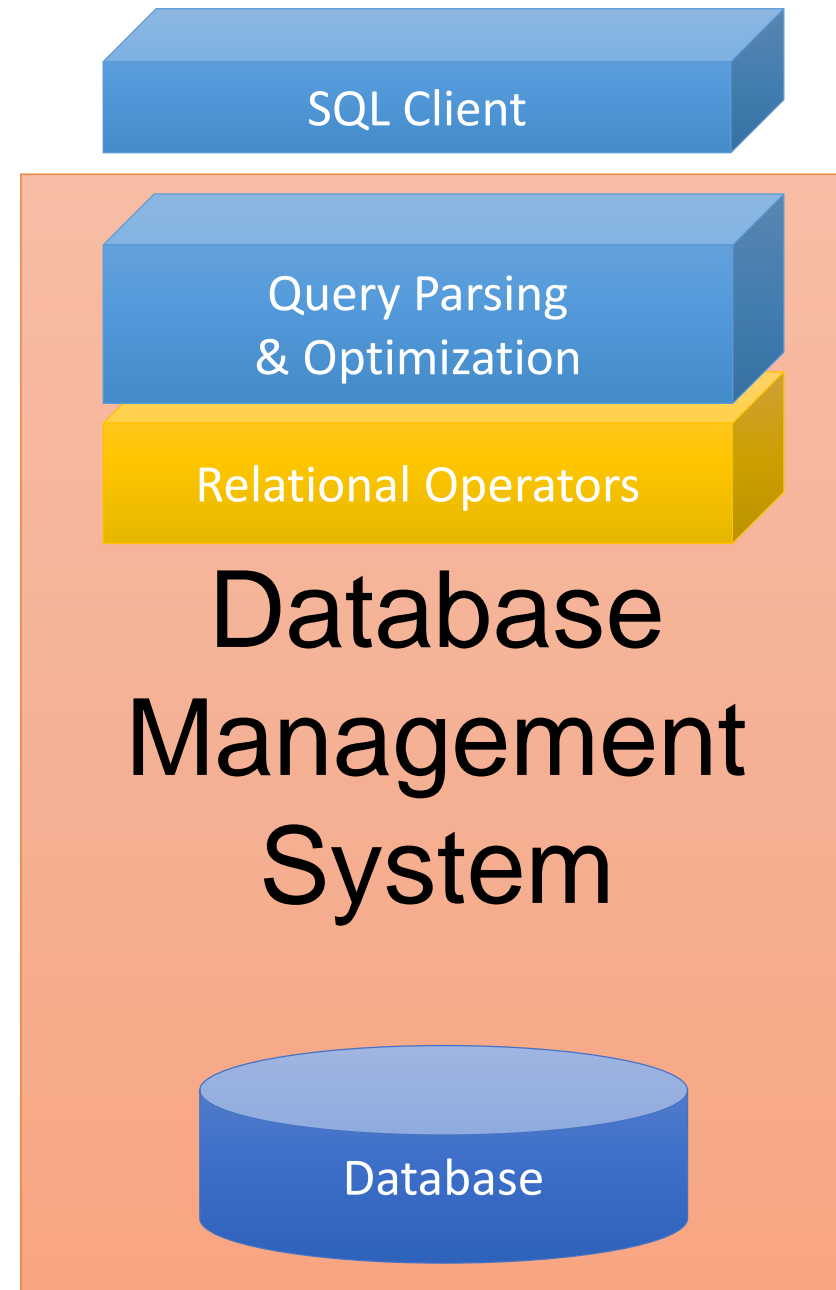 SQL Client
Query Parsing
& Optimization
Relational Operators
Database
Management
System
Database